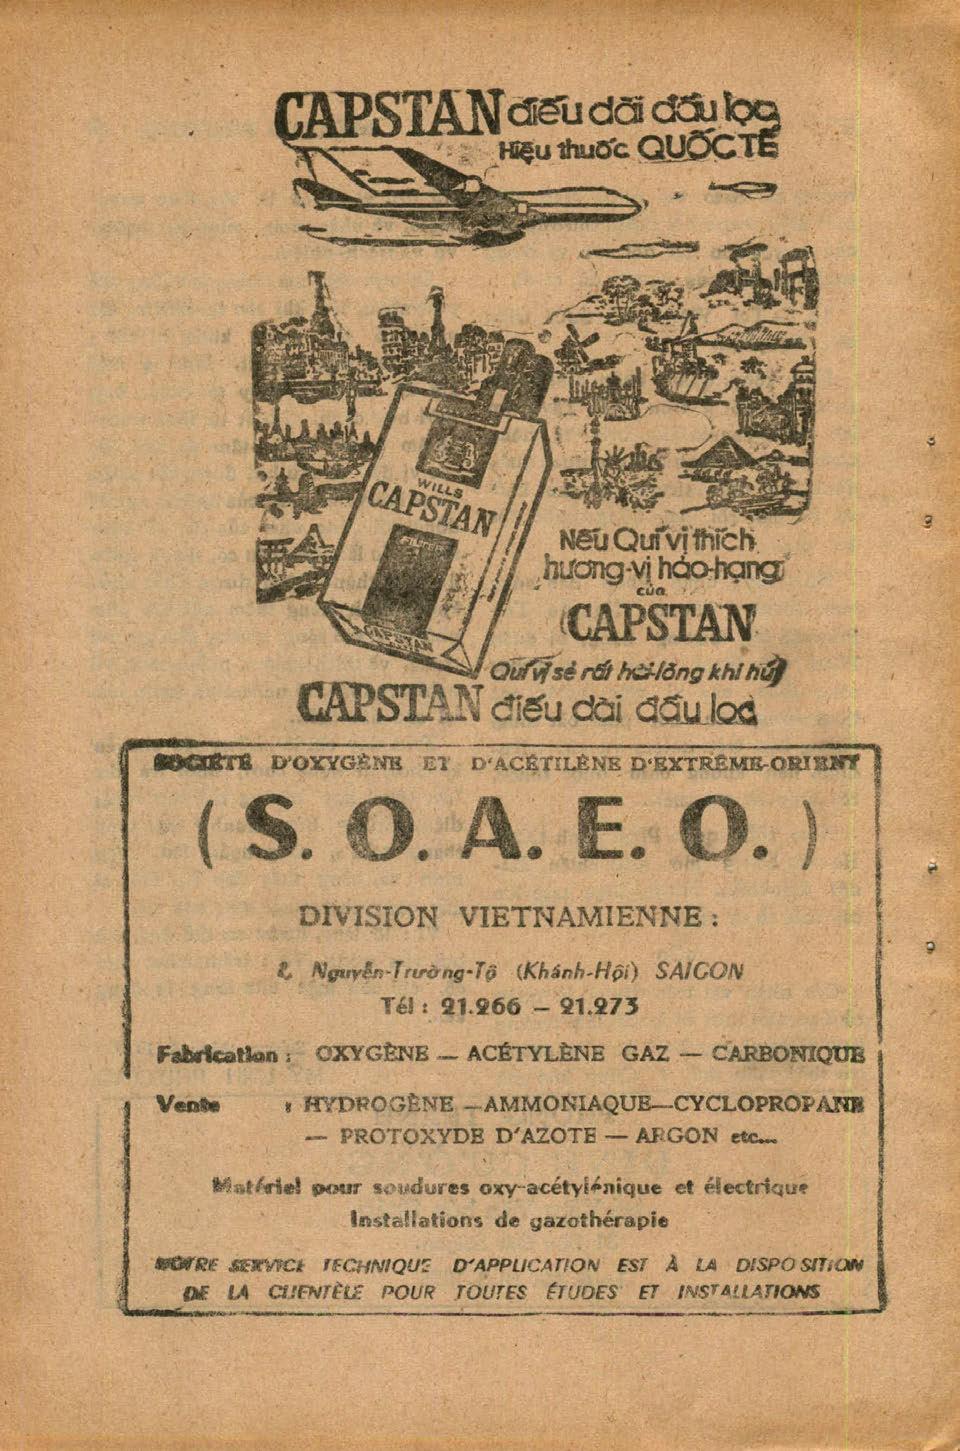 CAPSTAN điếu dài đầu lọc
Hiệu thuốc QUỐC TẾ
WILLS
CAPSTAN
CAPSTAN
Nếu Quí vị thích
hương-vị hảo-hạng
của
CAPSTAN
Quí vị sẽ rất hài-lòng khi hút
CAPSTAN điếu dài đầu lọc
SOCIÉTÉ D'OXYGÈNE ET D'ACÉTILÈNE D'EXTRÊME-ORIENT
( S. O. A. E. O. )
DIVISION VIETNAMIENNE :
Nguyễn-Trường-Tộ (Khánh-Hội) SAIGON
Tél : 21.266 — 21.273
Fabrication : OXYGÈNE — ACÉTYLÈNE GAZ — CARBONIQUE
Vente : HYDROGÈNE — AMMONIAQUE — CYCLOPROPANE
— PROTOXYDE D'AZOTE — ARGON etc...
Matériel pour soudures oxy-acétylénique et électrique
Installations de gazothérapie
NOTRE SERVICE TECHNIQUE D'APPLICATION EST À LA DISPOSITION
DE LA CLIENTÈLE POUR TOUTES ÉTUDES ET INSTALLATIONS